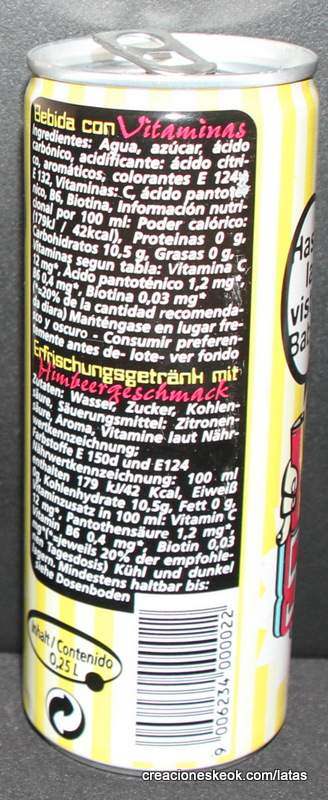 Bebida con Vitaminas
Ingredientes: Agua, azúcar, ácido
carbónico, acidificante: ácido cítri-
co, aromáticos, colorantes E 124y
E 132, Vitaminas: C, ácido pantoté-
nico, B6, Biotina, Información nutri-
cional por 100 ml: Poder calórico:
(179kJ / 42kcal), Proteinas 0 g,
Carbohidratos 10,5 g, Grasas 0 g.
Vitaminas segun tabla: Vitamina C
12 mg*, Ácido pantoténico 1,2 mg*,
B6 0,4 mg*, Biotina 0,03 mg*
(*=20% de la cantidad recomenda-
da diara) Manténgase en lugar fre-
co y oscuro - Consumir preferen-
temente antes de- lote- ver fondo
Erfrischungsgetränk mit
Himbeergeschmack
Zutaten: Wasser, Zucker, Kohlen-
säure, Säuerungsmittel: Zitronen-
säure, Aroma, Vitamine laut Nähr-
wertkennzeichnung;
Farbstoffe E 150d und E124
Nährwertkennzeichnung: 100 ml
enthalten 179 kJ/42 Kcal, Eiweiß
0g, Kohlenhydrate 10,5g, Fett 0 g.
Vitaminzusatz in 100 ml: Vitamin C
12 mg*, Pantothensäure 1,2 mg*,
Vitamin B6 0,4 mg*, Biotin 0,03
mg*(*=jeweils 20% der empfohle-
nen Tagesdosis) Kühl und dunkel
lagern. Mindestens haltbar bis:
siehe Dosenboden
Inhalt/Contenido
0,25 L
9 006234 000022
creacioneskeok.com/latas